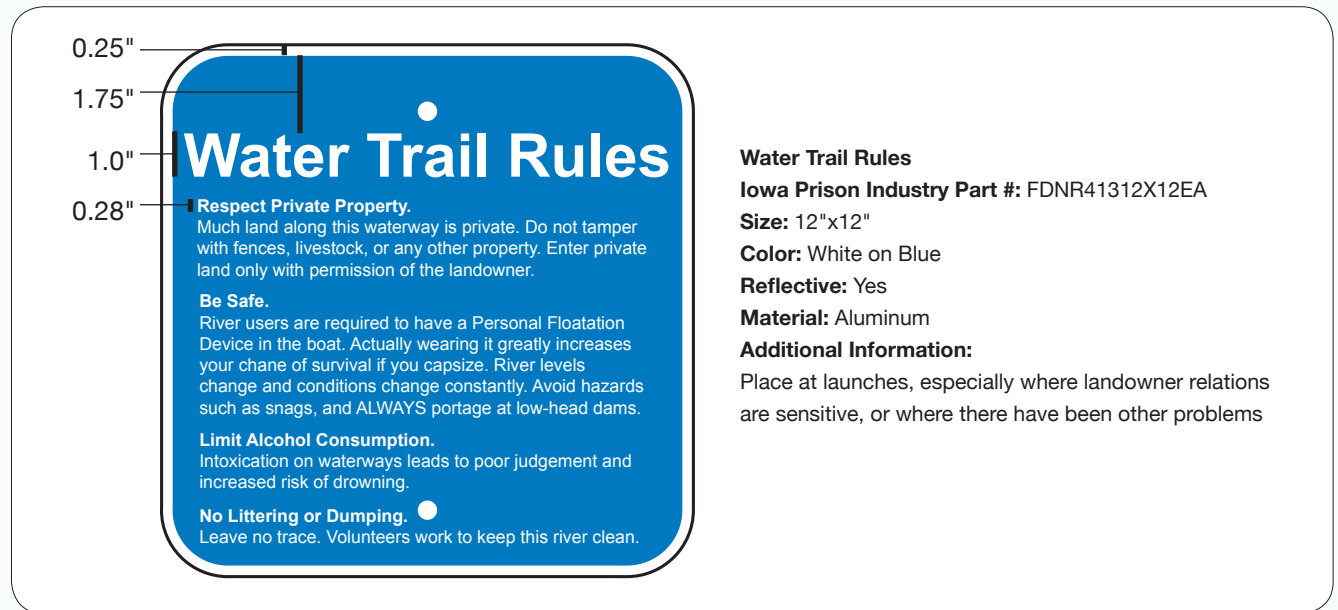 0.25"
1.75"
1.0"
0.28"
Water Trail Rules
Respect Private Property.
Much land along this waterway is private. Do not tamper
with fences, livestock, or any other property. Enter private
land only with permission of the landowner.
Be Safe.
River users are required to have a Personal Floatation
Device in the boat. Actually wearing it greatly increases
your chane of survival if you capsize. River levels
change and conditions change constantly. Avoid hazards
such as snags, and ALWAYS portage at low-head dams.
Limit Alcohol Consumption.
Intoxication on waterways leads to poor judgement and
increased risk of drowning.
No Littering or Dumping.
Leave no trace. Volunteers work to keep this river clean.
Water Trail Rules
Iowa Prison Industry Part #: FDNR41312X12EA
Size: 12"x12"
Color: White on Blue
Reflective: Yes
Material: Aluminum
Additional Information:
Place at launches, especially where landowner relations
are sensitive, or where there have been other problems